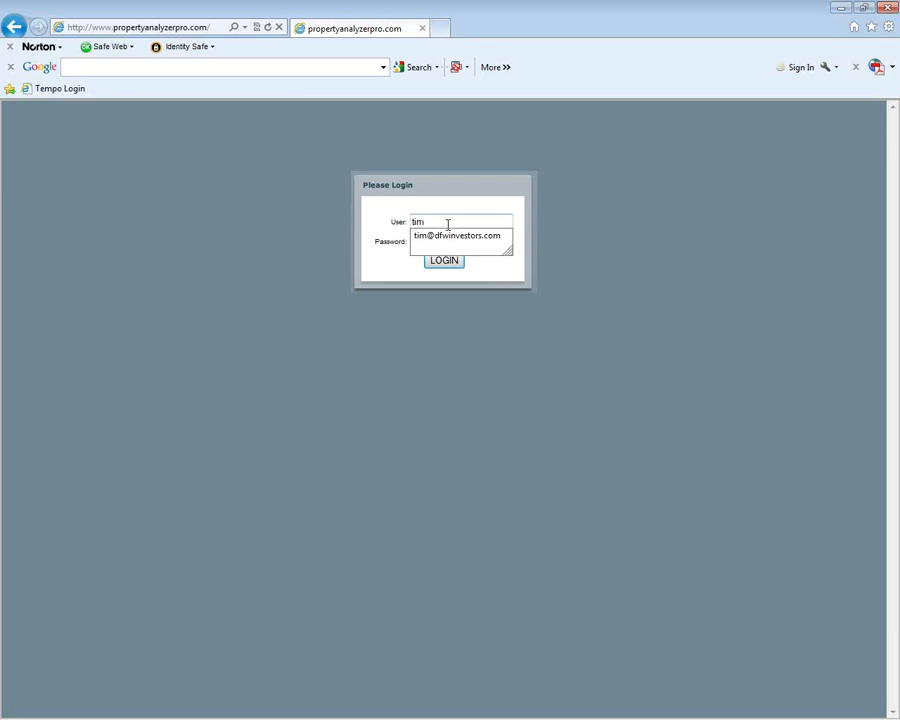 http://www.propertyanalyzerpro.com/
propertyanalyzerpro.com
Norton
Safe Web
Identity Safe
Google
Search
More »
Sign In
Tempo Login
Please Login
User: tim
tim@dfwinvestors.com
Password:
LOGIN